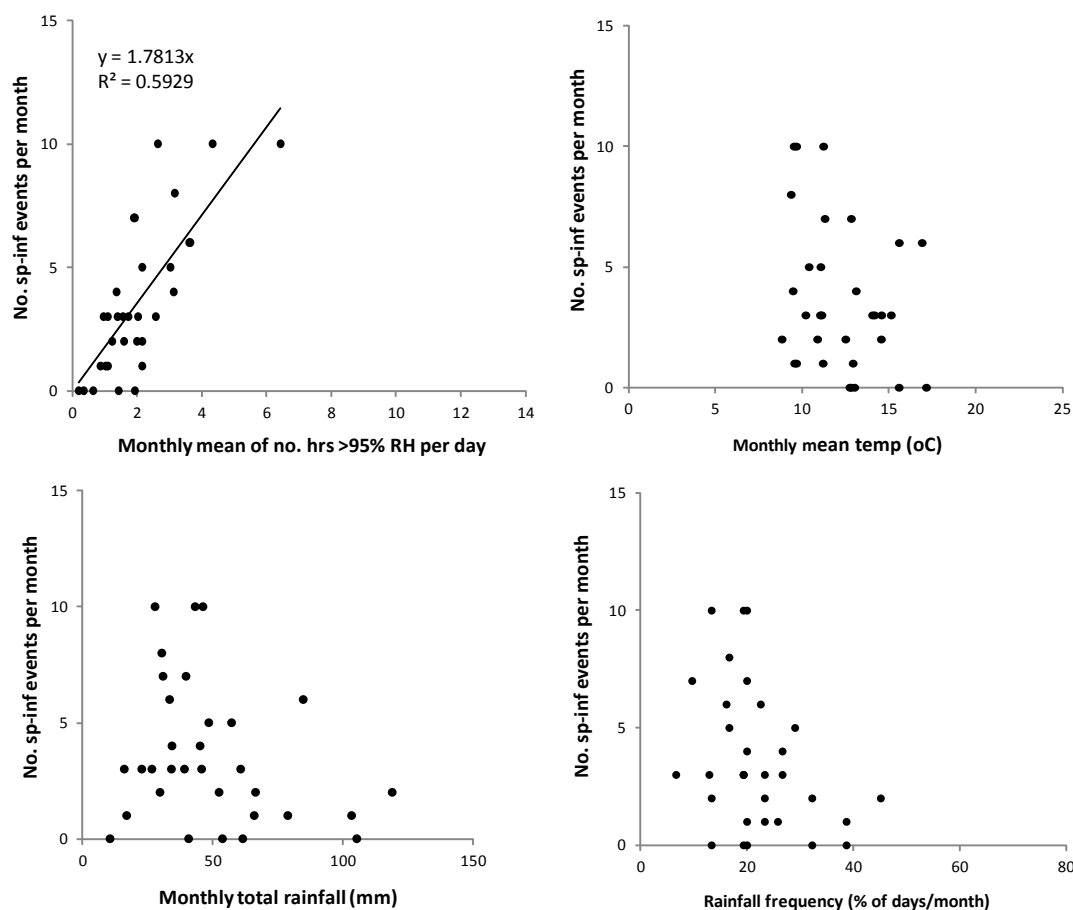 No. sp-inf events per month
15
10
5
0
y = 1.7813x
R² = 0.5929
0 2 4 6 8 10 12 14
Monthly mean of no. hrs >95% RH per day
No. sp-inf events per month
15
10
5
0
0 5 10 15 20 25
Monthly mean temp (oC)
No. sp-inf events per month
15
10
5
0
0 50 100 150
Monthly total rainfall (mm)
No. sp-inf events per month
15
10
5
0
0 20 40 60 80
Rainfall frequency (% of days/month)